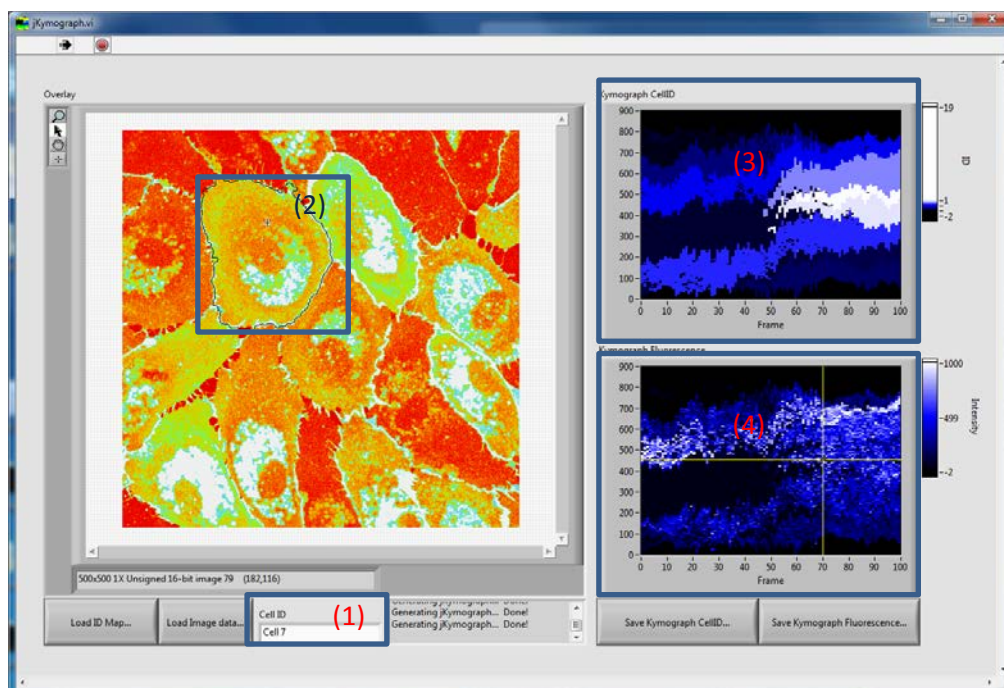 jKymograph.vi
Overlay
(2)
500x500 1X Unsigned 16-bit image 79 (182,116)
Load ID Map...
Load Image data...
Cell ID
(1)
Cell 7
Generating jKymograph... Done!
Generating jKymograph... Done!
Generating jKymograph... Done!
Kymograph CellID
(3)
900
800
700
600
500
400
300
200
100
0
0 10 20 30 40 50 60 70 80 90 100
Frame
19
1
-2
ID
Kymograph Fluorescence
(4)
900
800
700
600
500
400
300
200
100
0
0 10 20 30 40 50 60 70 80 90 100
Frame
1000
499
-2
Intensity
Save Kymograph CellID...
Save Kymograph Fluorescence...